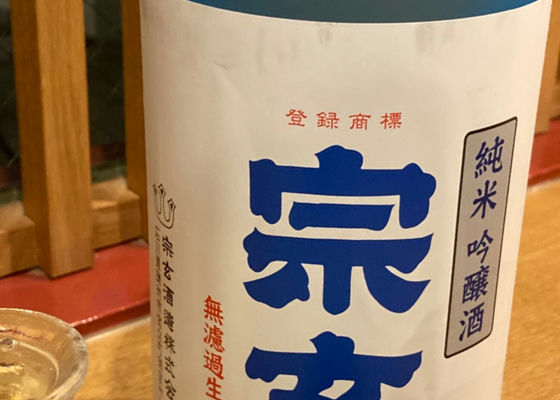 登録商標
純米吟醸酒
宗玄
無濾過生
宗玄酒造株式会